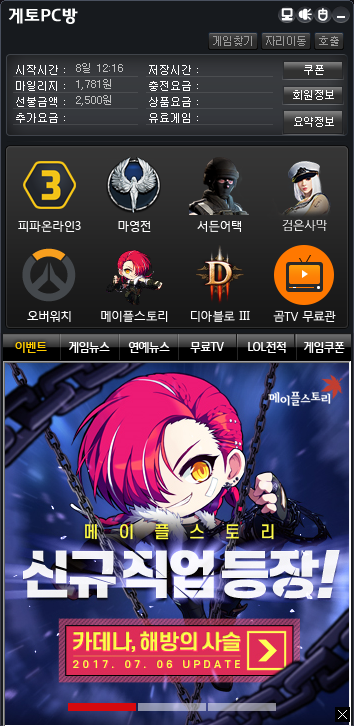 게토PC방
게임찾기 자리이동 호출
시작시간 : 8일 12:16 저장시간 : 쿠폰
마일리지 : 1,781원 충전요금 :
선불금액 : 2,500원 상품요금 : 회원정보
추가요금 : 유료게임 : 요약정보
3
피파온라인3 마영전 서든어택 검은사막
오버워치 메이플스토리 디아블로 III 곰TV 무료관
이벤트 게임뉴스 연예뉴스 무료TV LOL전적 게임쿠폰
메이플스토리
메이플스토리
신규 직업 등장!
카데나, 해방의 사슬
2017. 07. 06 UPDATE